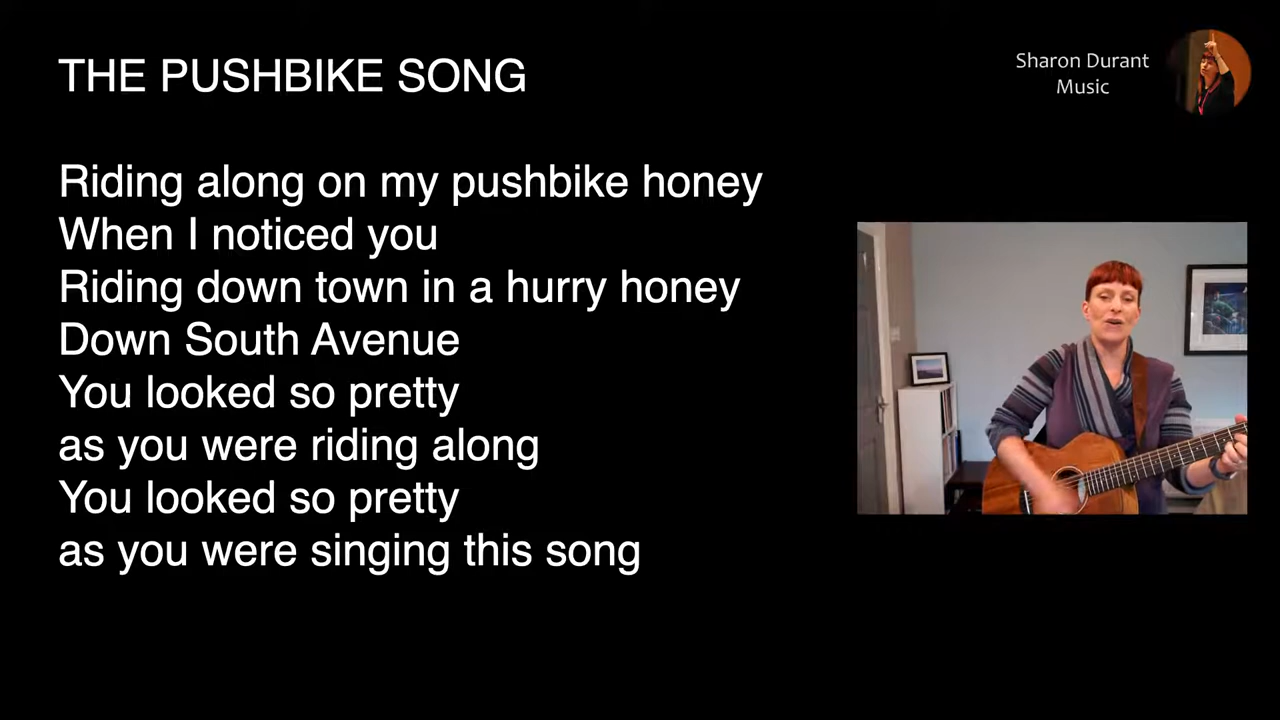 THE PUSHBIKE SONG
Sharon Durant
Music
Riding along on my pushbike honey
When I noticed you
Riding down town in a hurry honey
Down South Avenue
You looked so pretty
as you were riding along
You looked so pretty
as you were singing this song